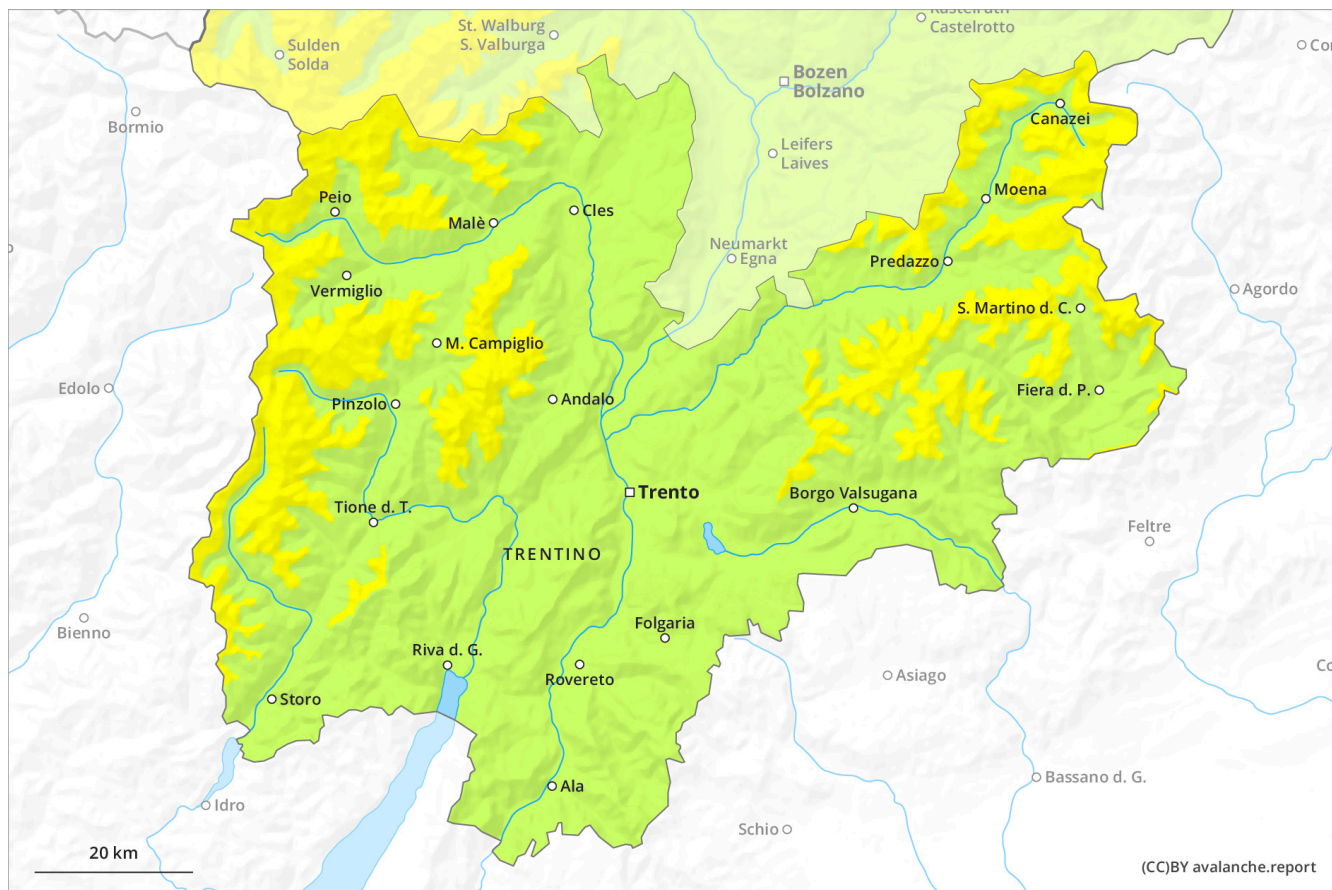 Kastelruth
Castelrotto
St. Walburg
S. Valburga
Sulden
Solda
Bozen
Bolzano
Bormio
Canazei
Leifers
Laives
Peio
Malè
Cles
Moena
Neumarkt
Egna
Predazzo
Vermiglio
Agordo
S. Martino d. C.
M. Campiglio
Edolo
Pinzolo
Andalo
Fiera d. P.
Trento
Borgo Valsugana
Tione d. T.
Feltre
TRENTINO
Bienno
Folgaria
Riva d. G.
Rovereto
Asiago
Storo
Bassano d. G.
Ala
Idro
Schio
20 km
(CC)BY avalanche.report